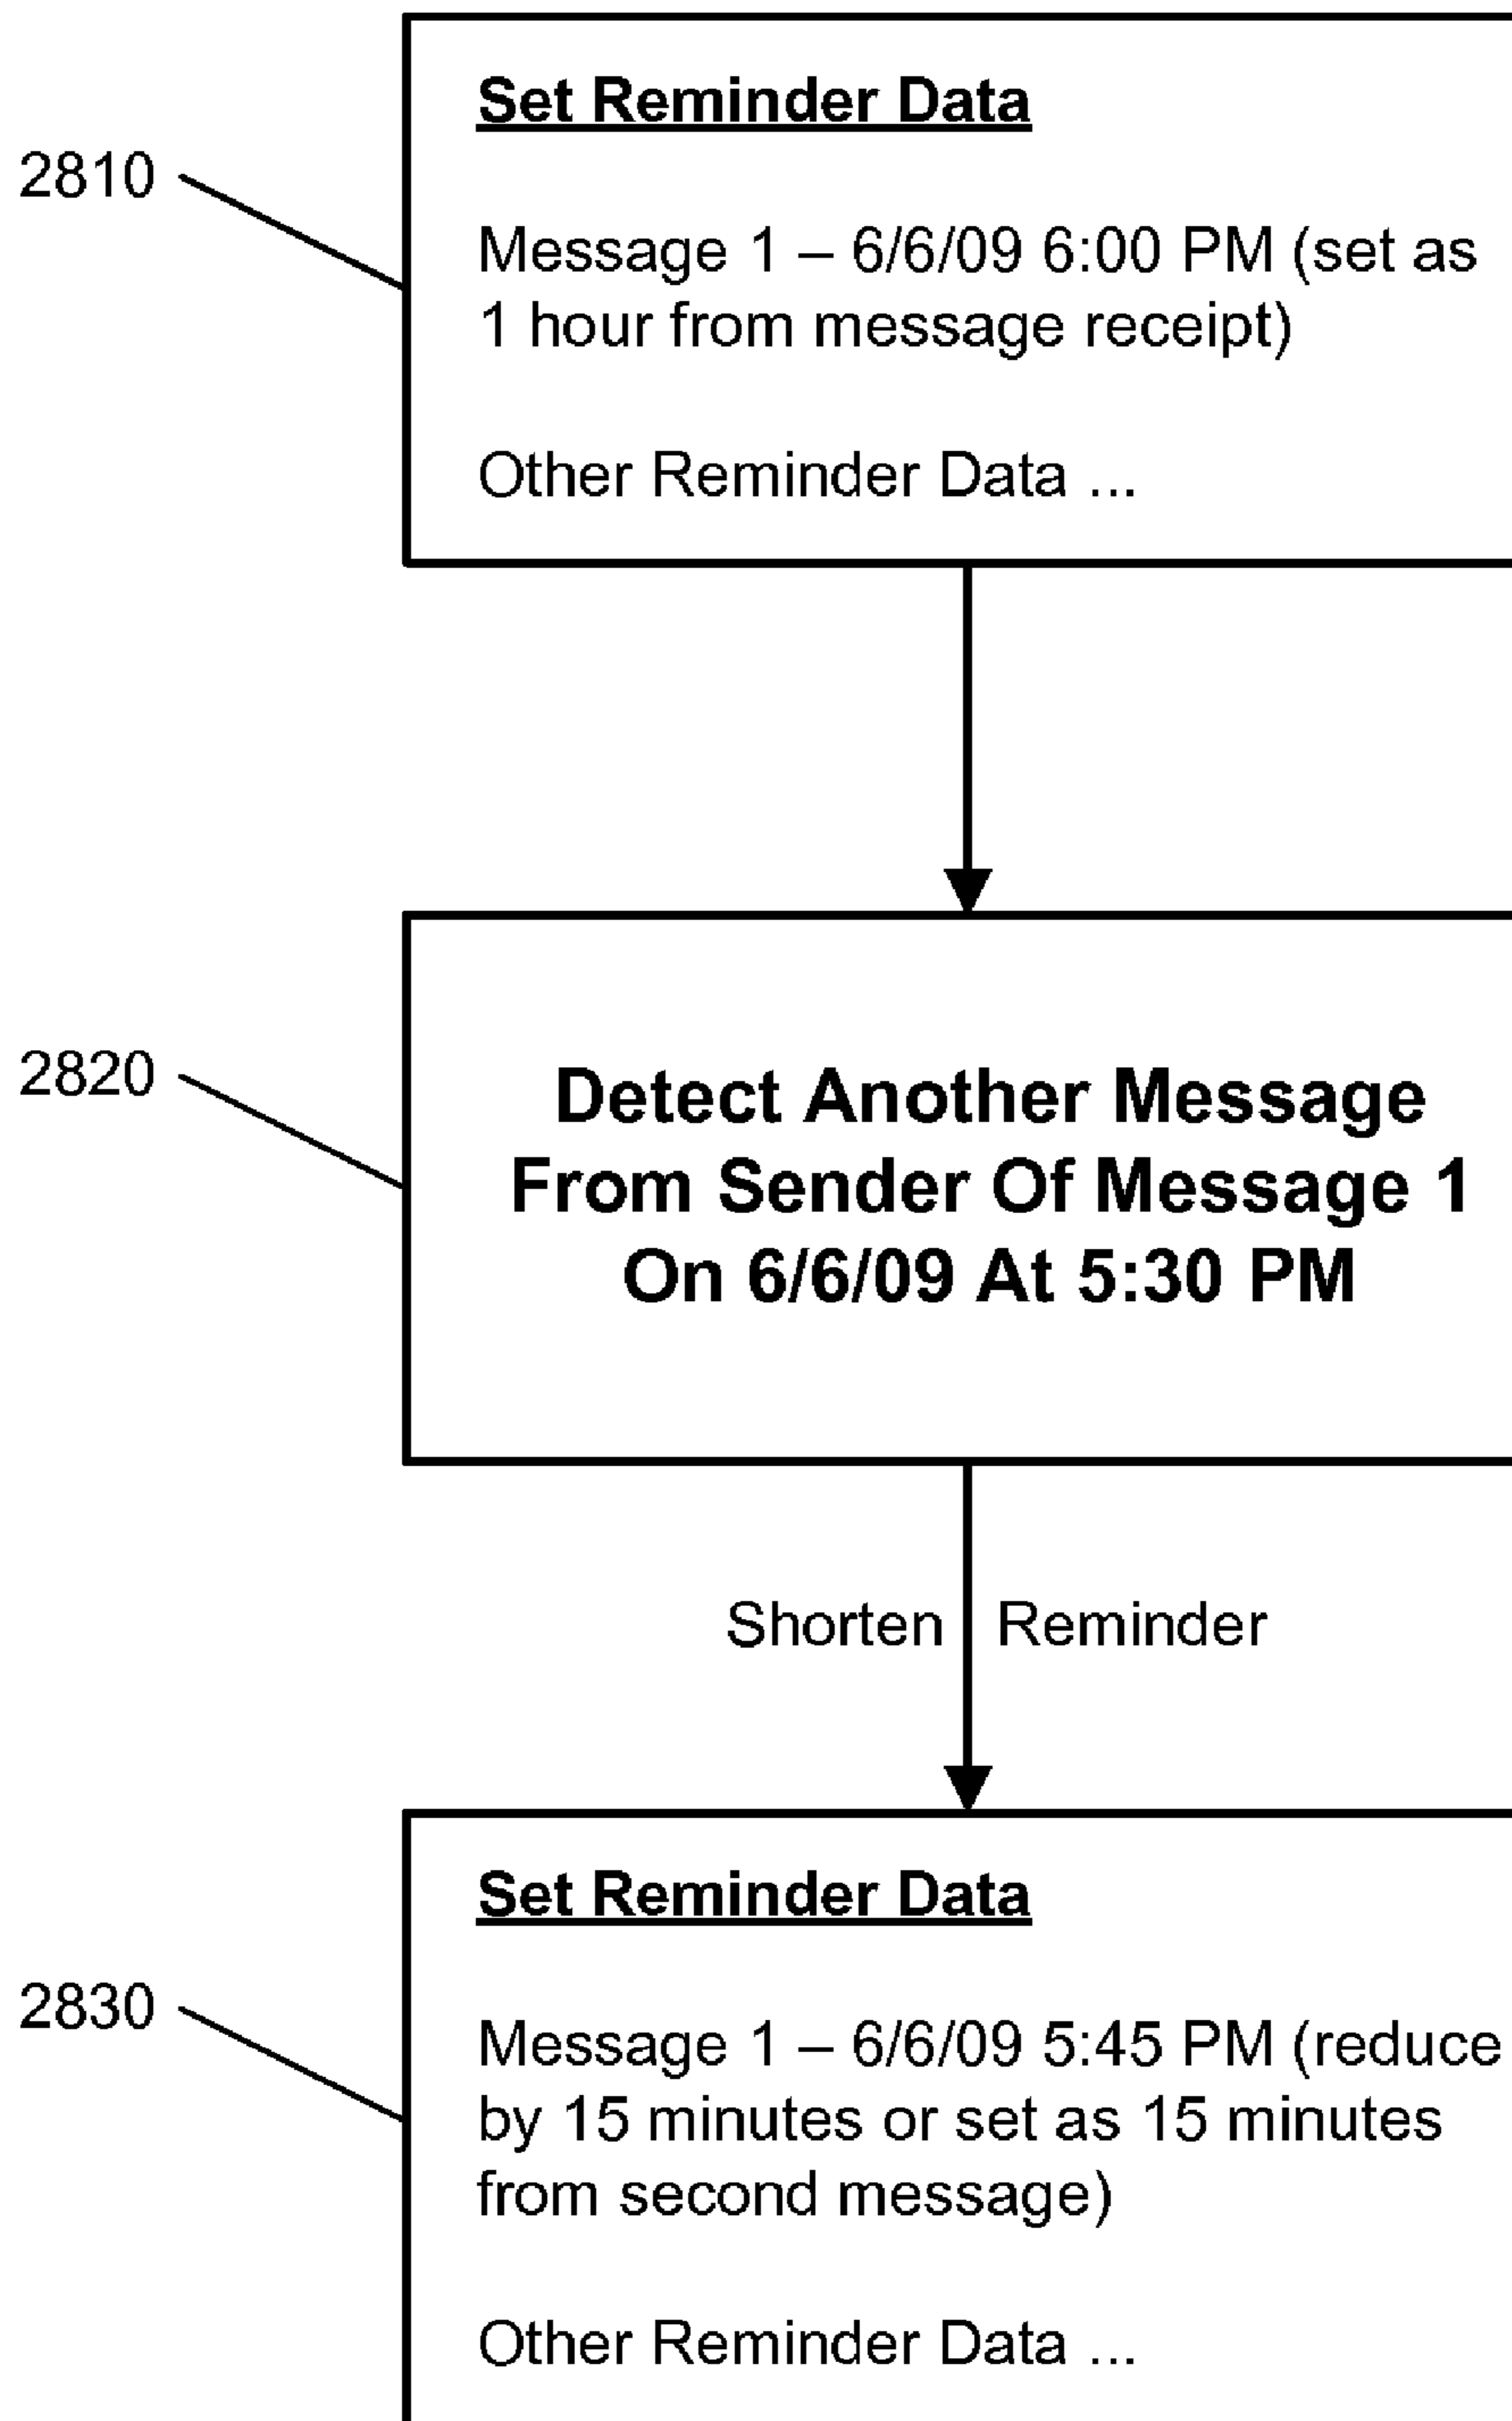 Set Reminder Data
2810
Message 1 – 6/6/09 6:00 PM (set as
1 hour from message receipt)
Other Reminder Data ...
2820
Detect Another Message
From Sender Of Message 1
On 6/6/09 At 5:30 PM
Shorten Reminder
Set Reminder Data
2830
Message 1 – 6/6/09 5:45 PM (reduce
by 15 minutes or set as 15 minutes
from second message)
Other Reminder Data ...